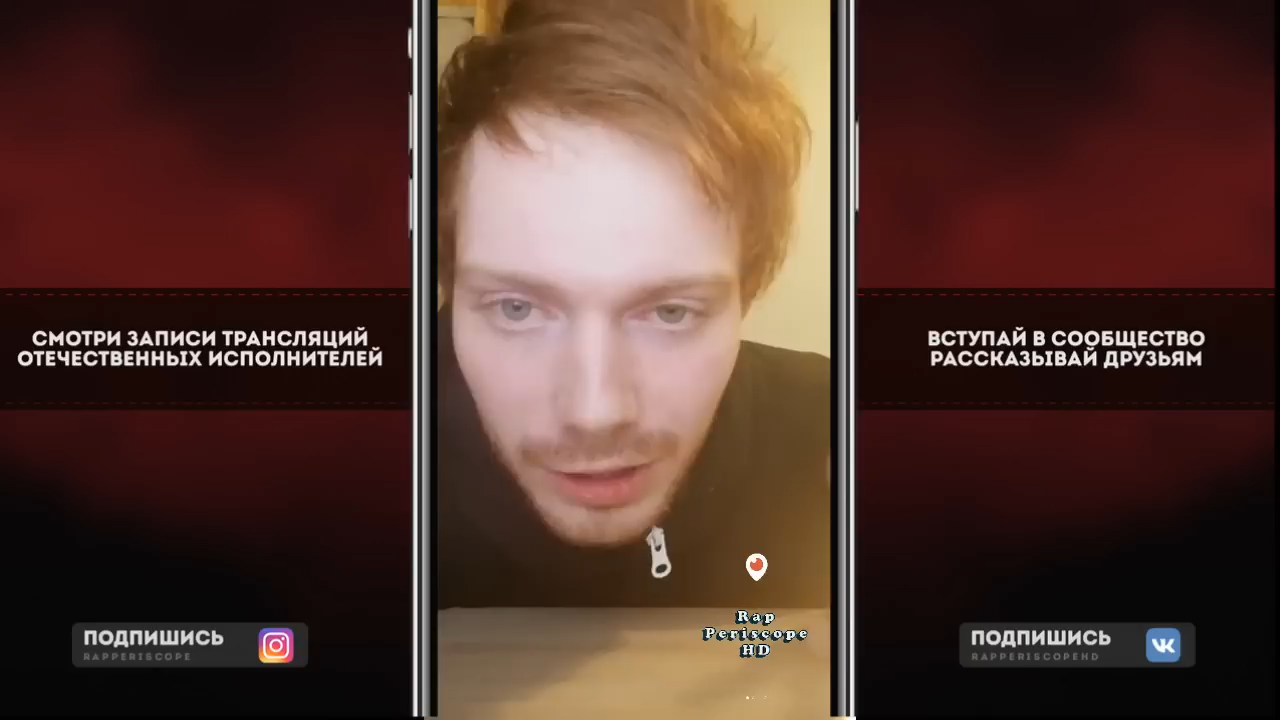 СМОТРИ ЗАПИСИ ТРАНСЛЯЦИЙ
ОТЕЧЕСТВЕННЫХ ИСПОЛНИТЕЛЕЙ
ВСТУПАЙ В СООБЩЕСТВО
РАССКАЗЫВАЙ ДРУЗЬЯМ
Rap
Periscope
HD
ПОДПИШИСЬ
RAPPERISCOPE
ПОДПИШИСЬ
RAPPERISCOPEHD